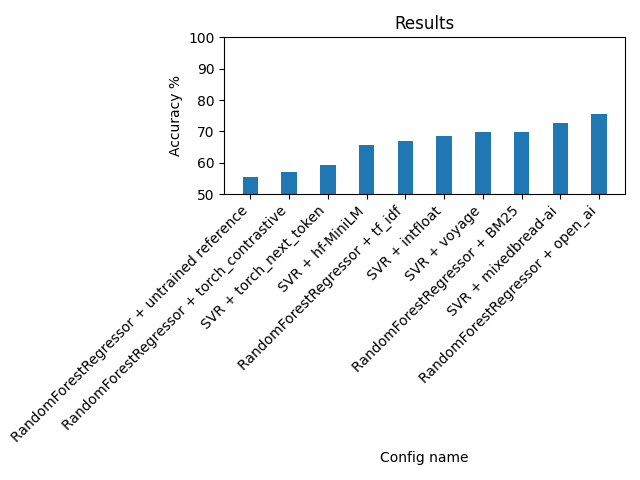 Results
Accuracy %
100
90
80
70
60
50
RandomForestRegressor + untrained reference
RandomForestRegressor + torch_contrastive
SVR + torch_next_token
SVR + hf-MiniLM
RandomForestRegressor + tf_idf
SVR + intfloat
SVR + voyage
RandomForestRegressor + BM25
SVR + mixedbread-ai
RandomForestRegressor + open_ai
Config name